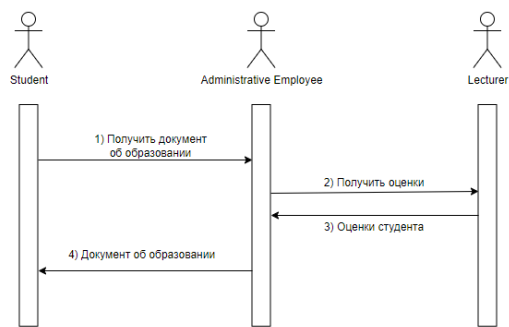 Student
Administrative Employee
Lecturer
1) Получить документ
об образовании
2) Получить оценки
3) Оценки студента
4) Документ об образовании